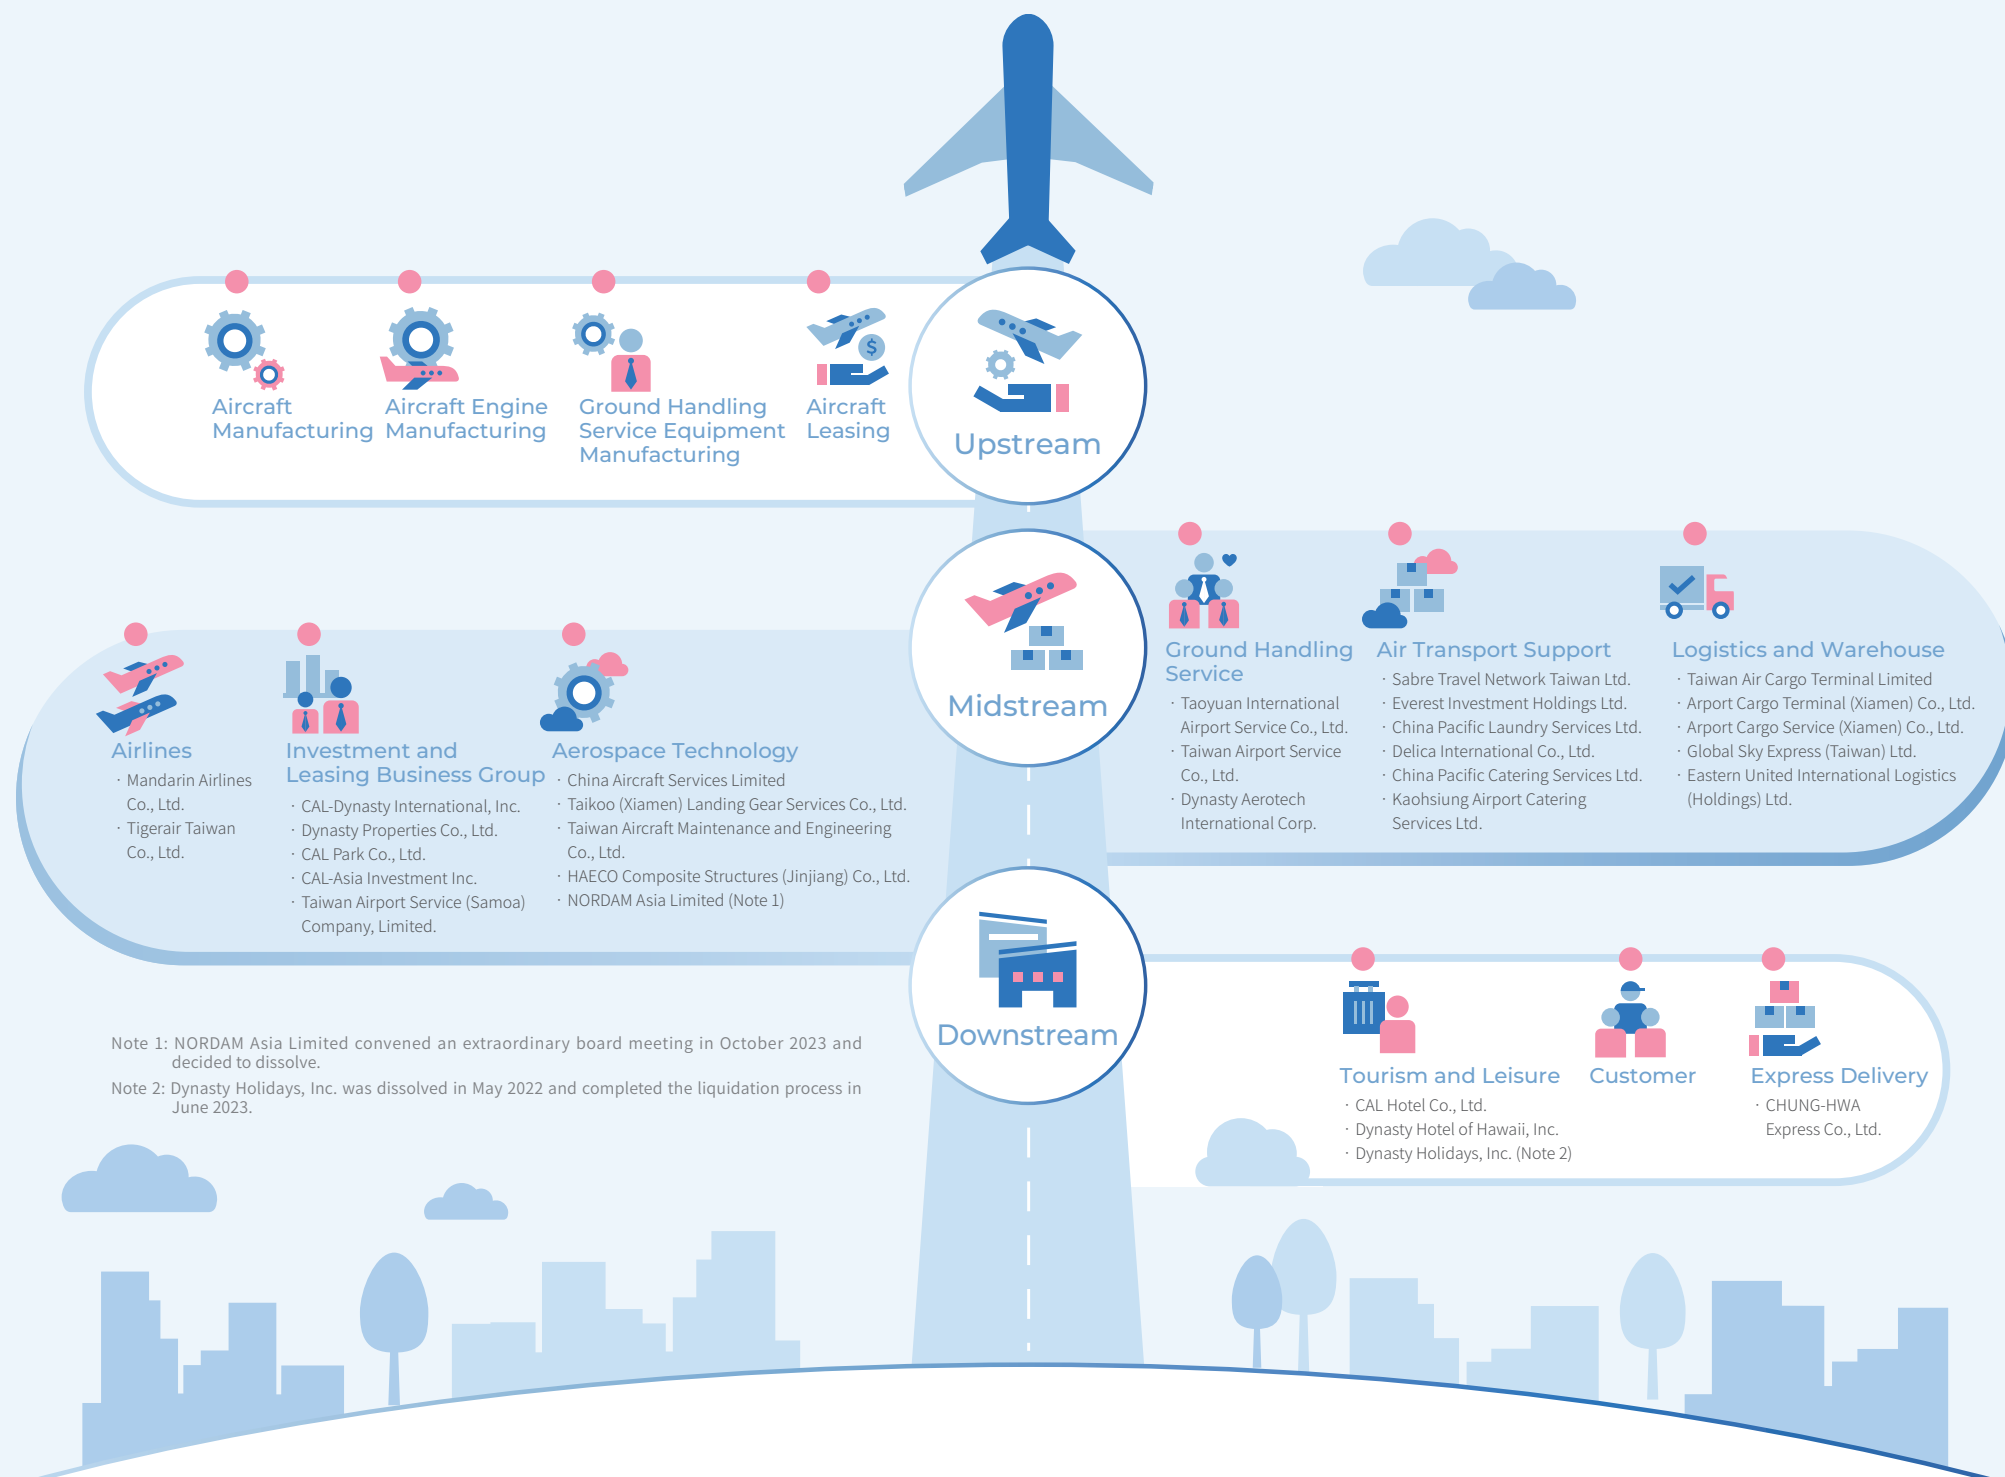 Aircraft
Manufacturing
Aircraft Engine
Manufacturing
Ground Handling
Service Equipment
Manufacturing
Aircraft
Leasing
$
Upstream
Midstream
Airlines
· Mandarin Airlines
Co., Ltd.
· Tigerair Taiwan
Co., Ltd.
Investment and
Leasing Business Group
· CAL-Dynasty International, Inc.
· Dynasty Properties Co., Ltd.
· CAL Park Co., Ltd.
· CAL-Asia Investment Inc.
· Taiwan Airport Service (Samoa)
Company, Limited.
Aerospace Technology
· China Aircraft Services Limited
· Taikoo (Xiamen) Landing Gear Services Co., Ltd.
· Taiwan Aircraft Maintenance and Engineering
Co., Ltd.
· HAECO Composite Structures (Jinjiang) Co., Ltd.
· NORDAM Asia Limited (Note 1)
Ground Handling
Service
· Taoyuan International
Airport Service Co., Ltd.
· Taiwan Airport Service
Co., Ltd.
· Dynasty Aerotech
International Corp.
Air Transport Support
· Sabre Travel Network Taiwan Ltd.
· Everest Investment Holdings Ltd.
· China Pacific Laundry Services Ltd.
· Delica International Co., Ltd.
· China Pacific Catering Services Ltd.
· Kaohsiung Airport Catering
Services Ltd.
Logistics and Warehouse
· Taiwan Air Cargo Terminal Limited
· Arport Cargo Terminal (Xiamen) Co., Ltd.
· Arport Cargo Service (Xiamen) Co., Ltd.
· Global Sky Express (Taiwan) Ltd.
· Eastern United International Logistics
(Holdings) Ltd.
Downstream
Tourism and Leisure
· CAL Hotel Co., Ltd.
· Dynasty Hotel of Hawaii, Inc.
· Dynasty Holidays, Inc. (Note 2)
Customer
Express Delivery
· CHUNG-HWA
Express Co., Ltd.
Note 1: NORDAM Asia Limited convened an extraordinary board meeting in October 2023 and
decided to dissolve.
Note 2: Dynasty Holidays, Inc. was dissolved in May 2022 and completed the liquidation process in
June 2023.